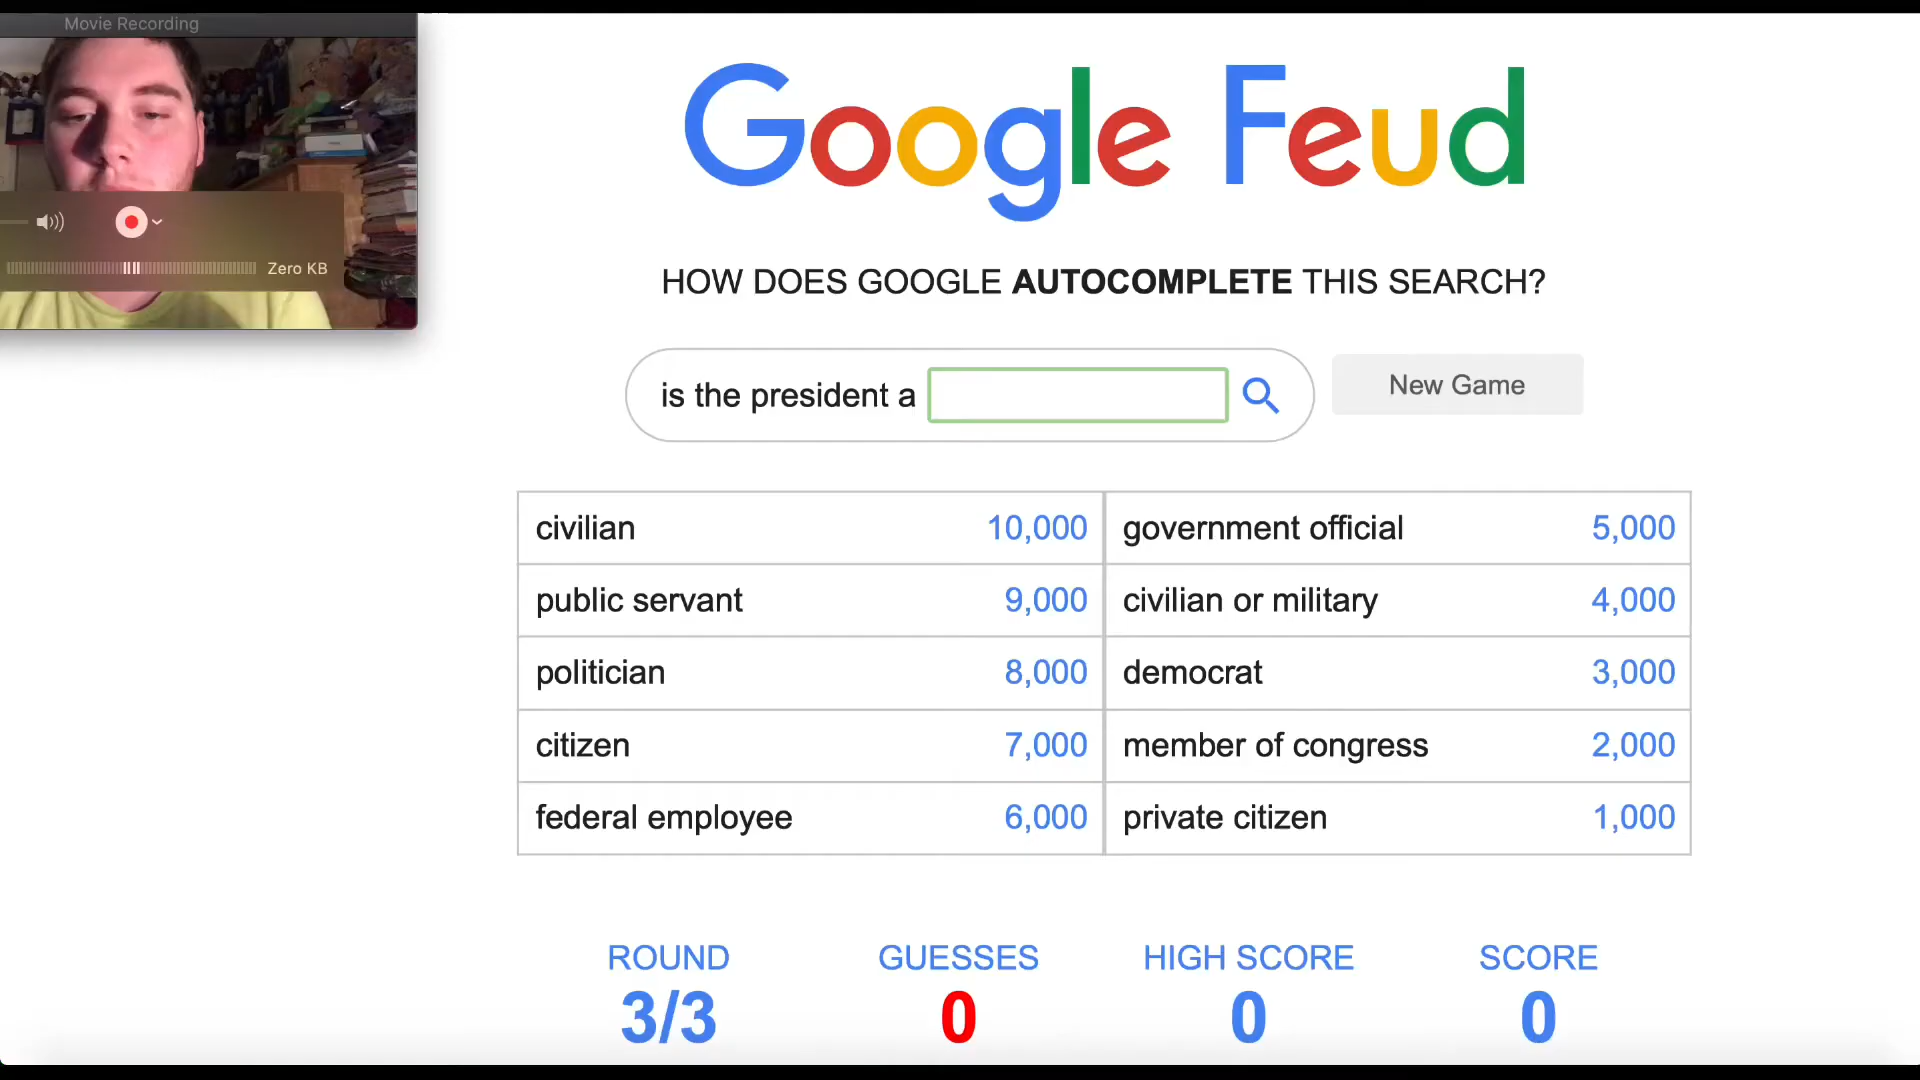 Movie Recording
Zero KB
Google Feud
HOW DOES GOOGLE AUTOCOMPLETE THIS SEARCH?
is the president a
New Game
civilian 10,000
government official 5,000
public servant 9,000
civilian or military 4,000
politician 8,000
democrat 3,000
citizen 7,000
member of congress 2,000
federal employee 6,000
private citizen 1,000
ROUND GUESSES HIGH SCORE SCORE
3/3 0 0 0